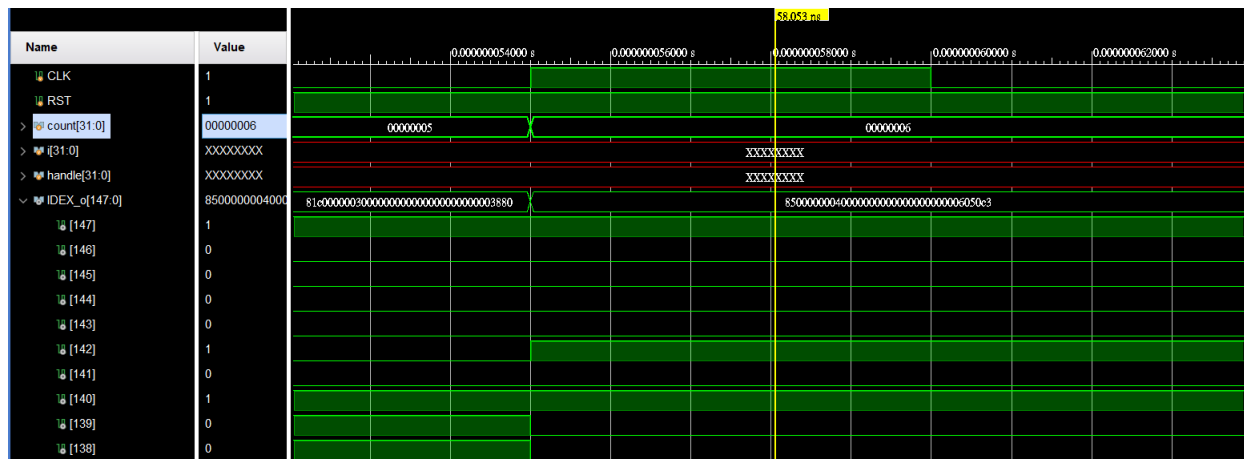 58.053 ns
Name Value
0.000000054000 s 0.000000056000 s 0.000000058000 s 0.000000060000 s 0.000000062000 s
CLK 1
RST 1
count[31:0] 00000006 00000005 00000006
i[31:0] XXXXXXXX XXXXXXXX
handle[31:0] XXXXXXXX XXXXXXXX
IDEX_o[147:0] 8500000004000 81c0000003000000000000000000000003880 85000000040000000000000000000006050c3
[147] 1
[146] 0
[145] 0
[144] 0
[143] 0
[142] 1
[141] 0
[140] 1
[139] 0
[138] 0